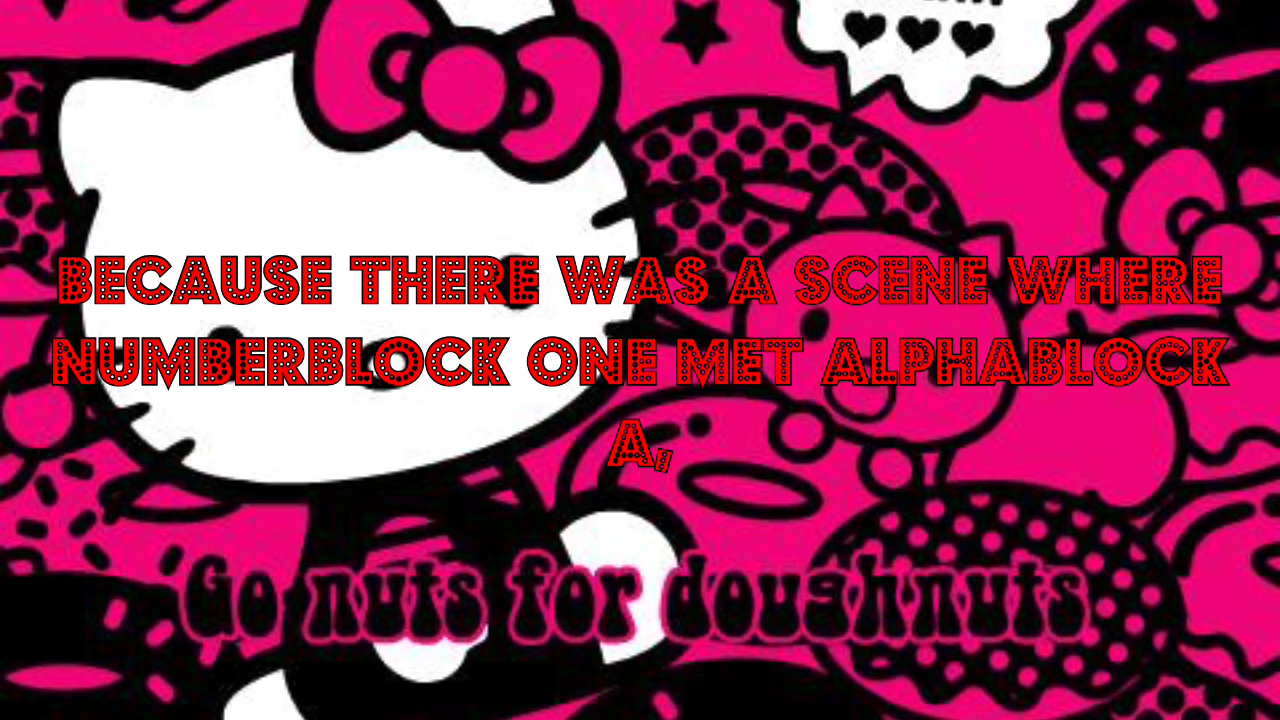 BECAUSE THERE WAS A SCENE WHERE
NUMBERBLOCK ONE MET ALPHABLOCK
A,
Go nuts for doughnuts